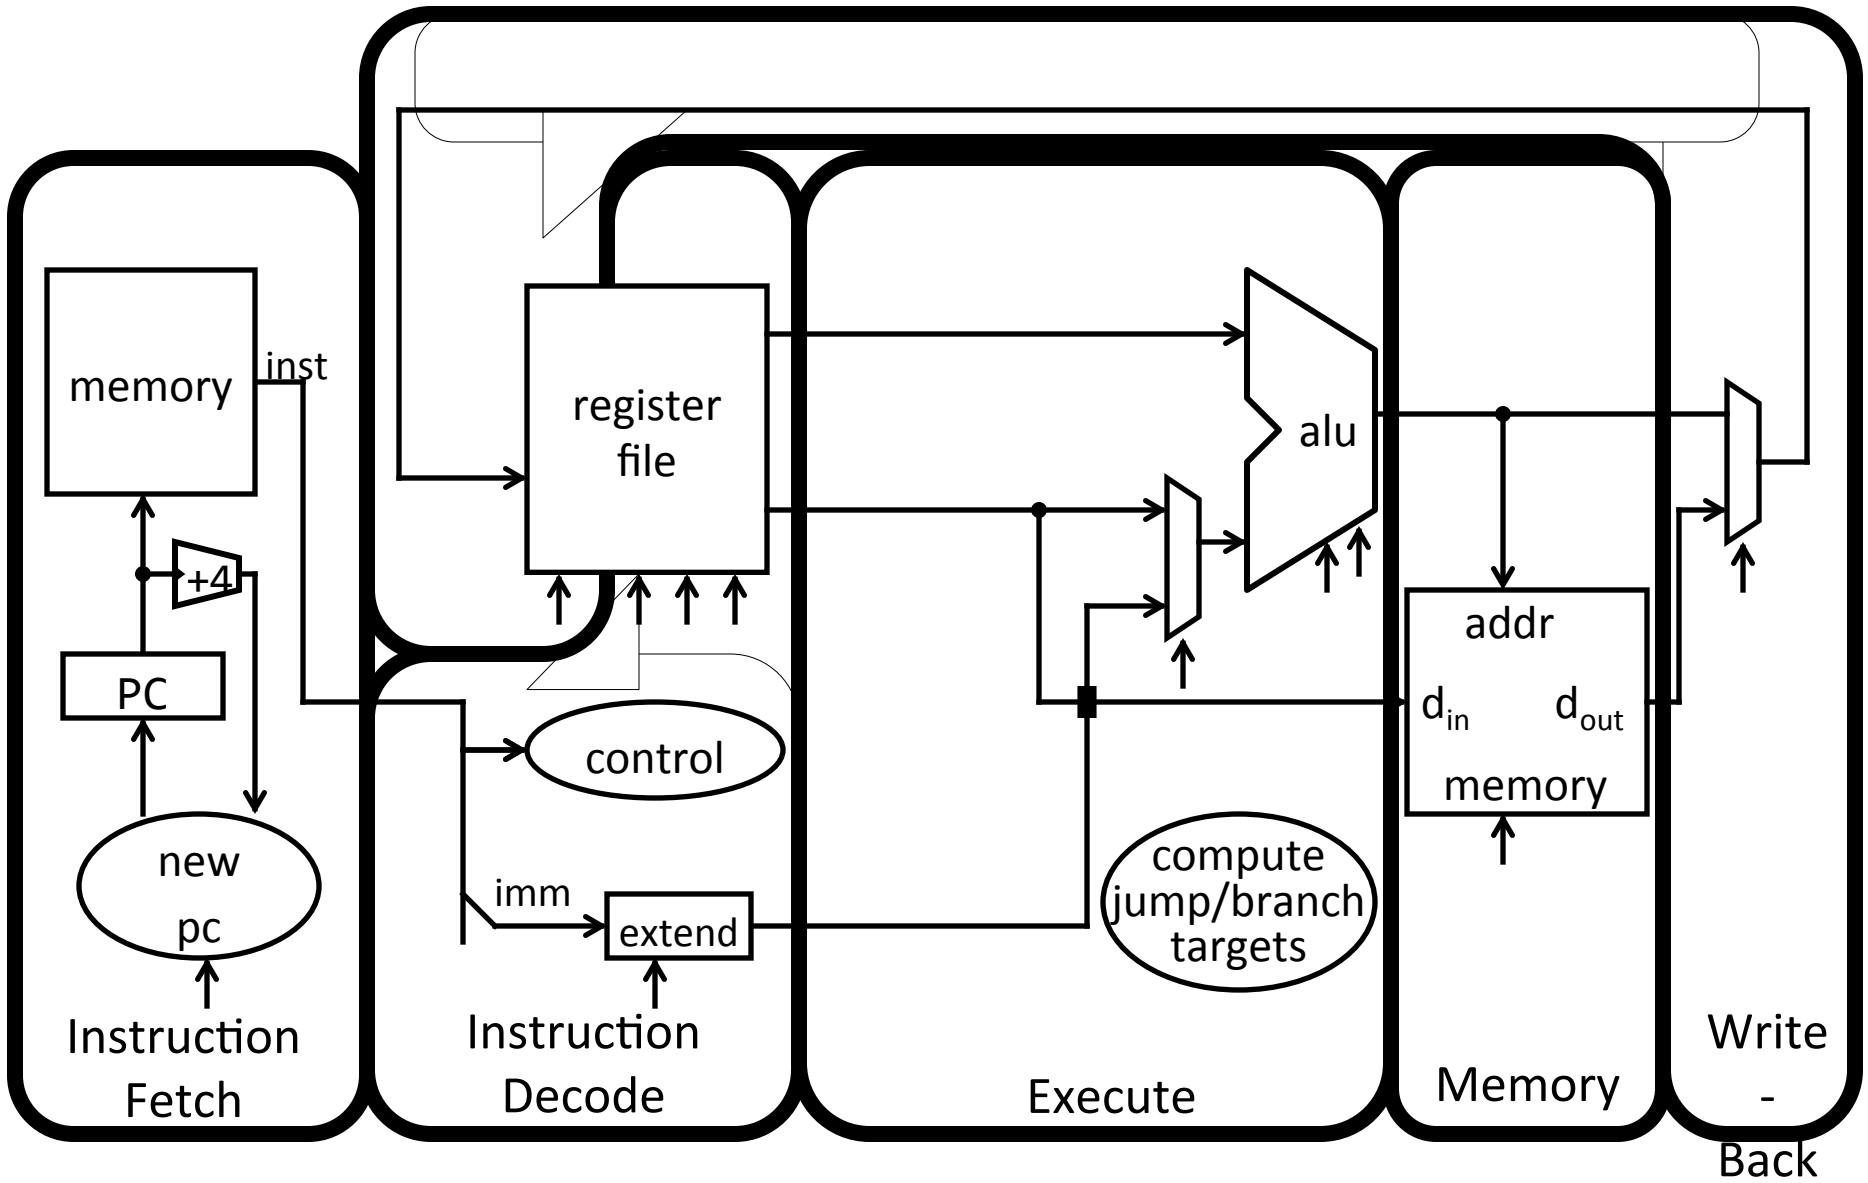 memory
inst
+4
PC
new
pc
Instruction
Fetch
register
file
control
imm
extend
Instruction
Decode
alu
compute
jump/branch
targets
Execute
addr
din
dout
memory
Memory
Write
-
Back